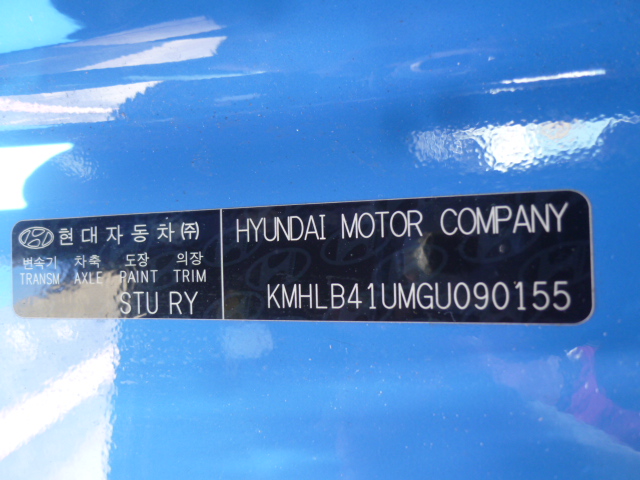 현대자동차㈜
변속기 차축 도장 의장
TRANSM AXLE/ PAINT TRIM
STU RY
HYUNDAI MOTOR COMPANY
KMHLB41UMGU090155